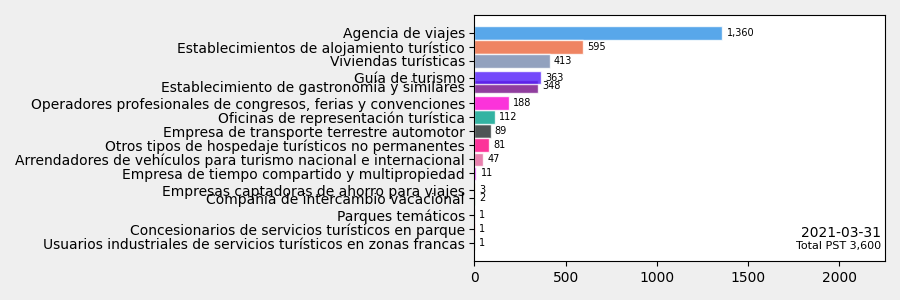 Agencia de viajes 1,360
Establecimientos de alojamiento turístico 595
Viviendas turísticas 413
Guía de turismo 363
Establecimiento de gastronomía y similares 348
Operadores profesionales de congresos, ferias y convenciones 188
Oficinas de representación turística 112
Empresa de transporte terrestre automotor 89
Otros tipos de hospedaje turísticos no permanentes 81
Arrendadores de vehículos para turismo nacional e internacional 47
Empresa de tiempo compartido y multipropiedad 11
Empresas captadoras de ahorro para viajes 3
Compañía de intercambio vacacional 2
Parques temáticos 1
Concesionarios de servicios turísticos en parque 1
Usuarios industriales de servicios turísticos en zonas francas 1
2021-03-31
Total PST 3,600
0 500 1000 1500 2000